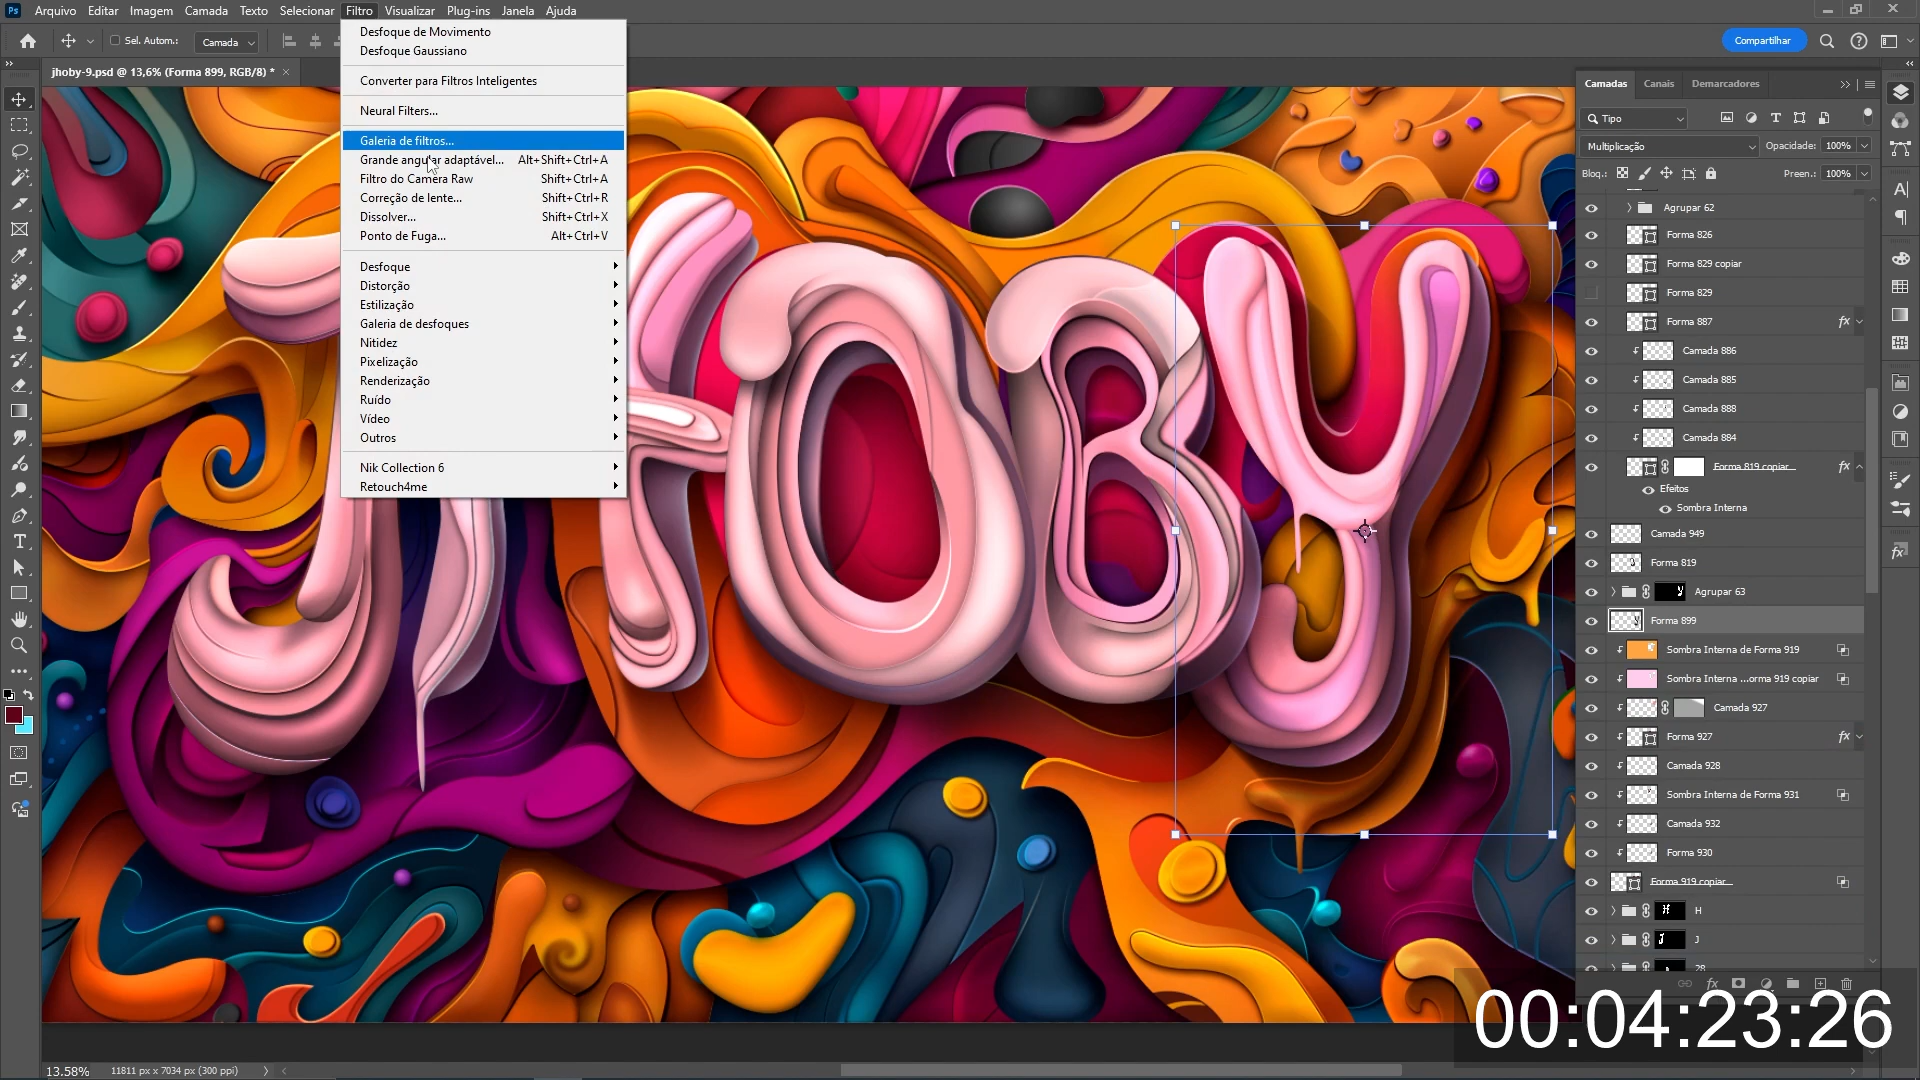 Ps Arquivo Editar Imagem Camada Texto Selecionar Filtro Visualizar Plug-ins Janela Ajuda
Sel. Autom.: Camada Compartilhar
jhoby-9.psd @ 13,6% (Forma 899, RGB/8) *
Desfoque de Movimento
Desfoque Gaussiano
Converter para Filtros Inteligentes
Neural Filters...
Galeria de filtros...
Grande angular adaptável... Alt+Shift+Ctrl+A
Filtro do Camera Raw Shift+Ctrl+A
Correção de lente... Shift+Ctrl+R
Dissolver... Shift+Ctrl+X
Ponto de Fuga... Alt+Ctrl+V
Desfoque
Distorção
Estilização
Galeria de desfoques
Nitidez
Pixelização
Renderização
Ruído
Vídeo
Outros
Nik Collection 6
Retouch4me
JHOBY
Camadas Canais Demarcadores
Tipo
Multiplicação Opacidade: 100%
Bloq.: Preen.: 100%
Agrupar 62
Forma 826
Forma 829 copiar
Forma 829
Forma 887 fx
Camada 886
Camada 885
Camada 888
Camada 884
Forma 819 copiar fx
Efeitos
Sombra Interna
Camada 949
Forma 819
Agrupar 63
Forma 899
Sombra Interna de Forma 919
Sombra Interna ...orma 919 copiar
Camada 927
Forma 927 fx
Camada 928
Sombra Interna de Forma 931
Camada 932
Forma 930
Forma 919 copiar
H
J
28
fx
00:04:23:26
13.58% 11811 px x 7034 px (300 ppi)